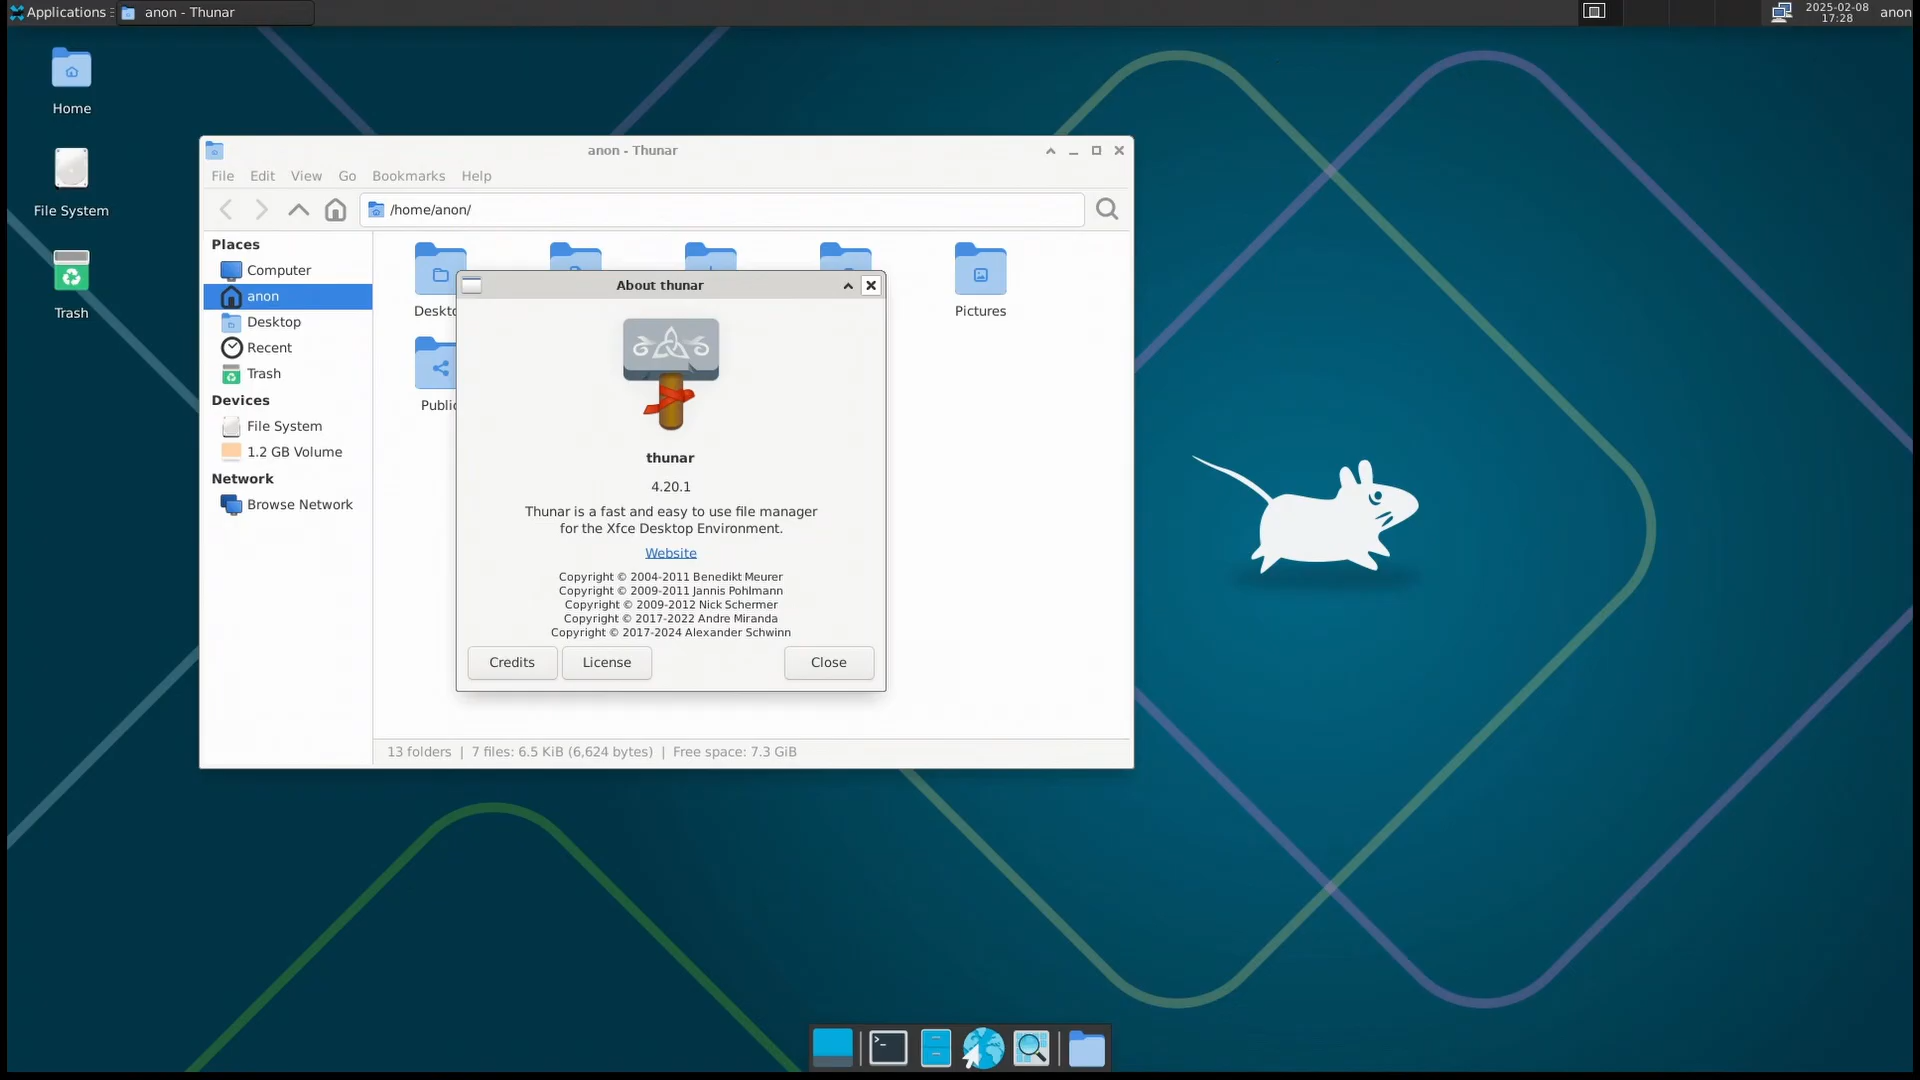 Applications
anon - Thunar
2025-02-08
17:28
anon
Home
File System
Trash
anon - Thunar
File Edit View Go Bookmarks Help
/home/anon/
Places
Computer
anon
Desktop
Recent
Trash
Devices
File System
1.2 GB Volume
Network
Browse Network
Pictures
About thunar
thunar
4.20.1
Thunar is a fast and easy to use file manager
for the Xfce Desktop Environment.
Website
Copyright © 2004-2011 Benedikt Meurer
Copyright © 2009-2011 Jannis Pohlmann
Copyright © 2009-2012 Nick Schermer
Copyright © 2017-2022 Andre Miranda
Copyright © 2017-2024 Alexander Schwinn
Credits License Close
13 folders | 7 files: 6.5 KiB (6,624 bytes) | Free space: 7.3 GiB